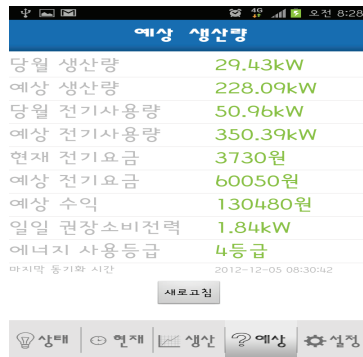 4G 오전 8:28
예상 생산량
당월 생산량 29.43kW
예상 생산량 228.09kW
당월 전기사용량 50.96kW
예상 전기사용량 350.39kW
현재 전기요금 3730원
예상 전기요금 60050원
예상 수익 130480원
일일 권장소비전력 1.84kW
에너지 사용등급 4등급
마지막 동기화 시간 2012-12-05 08:30:42
새로고침
상태 현재 생산 예상 설정